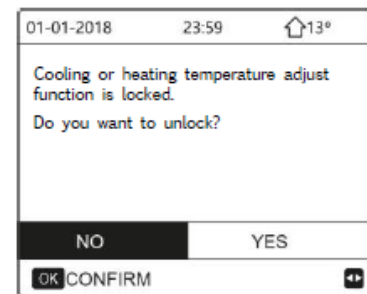 01-01-2018 23:59 13°
Cooling or heating temperature adjust
function is locked.
Do you want to unlock?
NO YES
OK CONFIRM